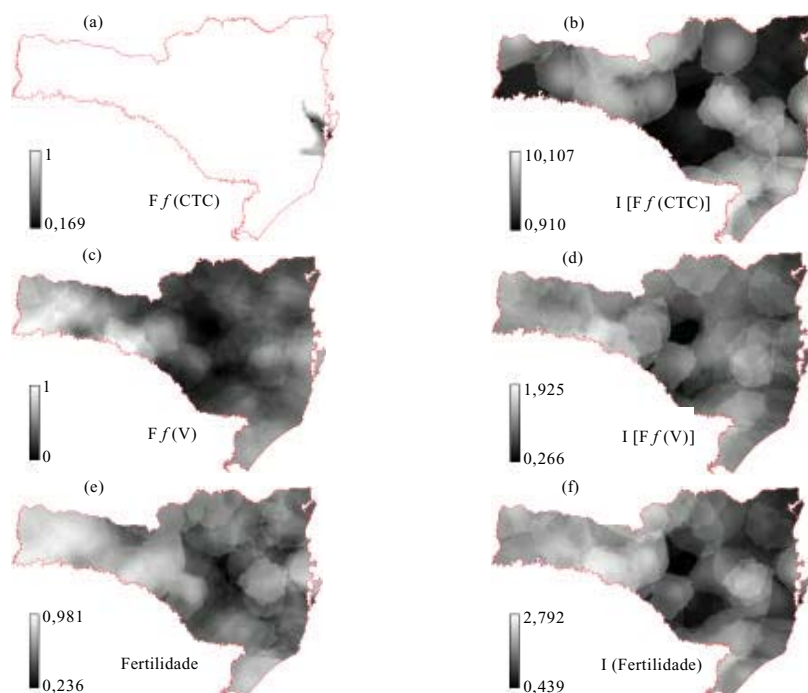 (a)
1
0,169
F f (CTC)
(b)
10,107
0,910
I [F f (CTC)]
(c)
1
0
F f (V)
(d)
1,925
0,266
I [F f (V)]
(e)
0,981
0,236
Fertilidade
(f)
2,792
0,439
I (Fertilidade)